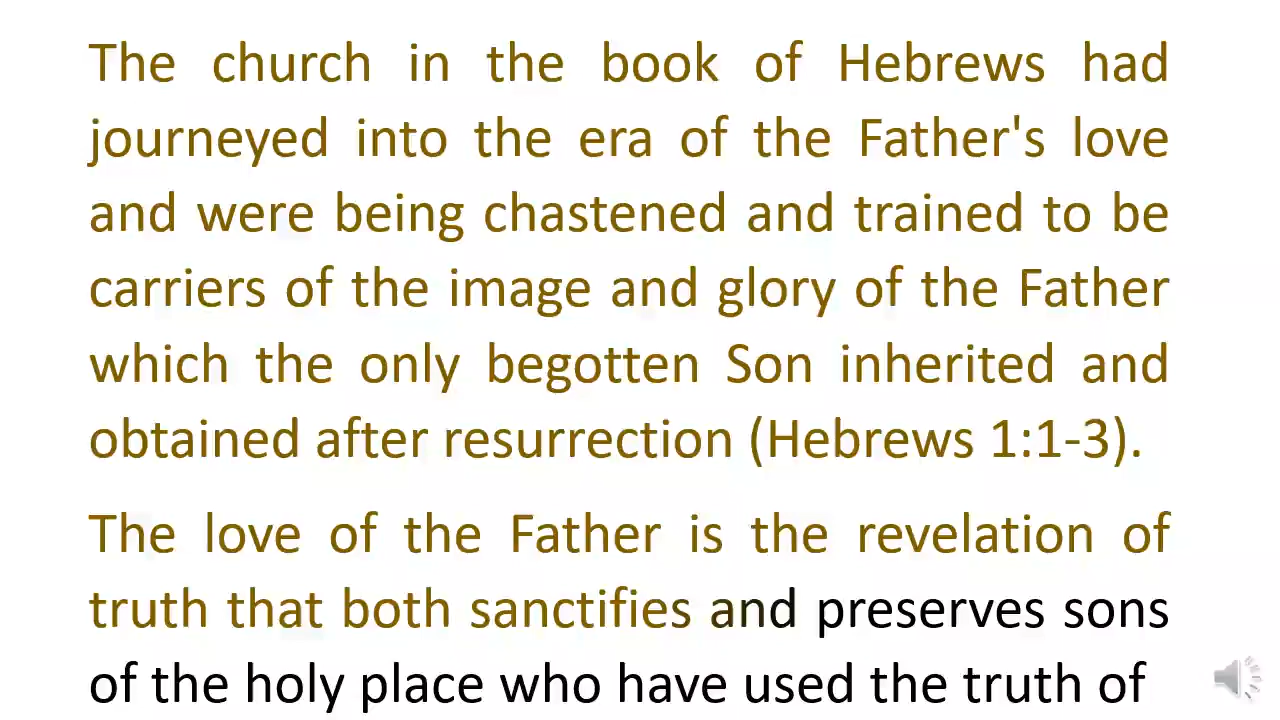 The church in the book of Hebrews had
journeyed into the era of the Father's love
and were being chastened and trained to be
carriers of the image and glory of the Father
which the only begotten Son inherited and
obtained after resurrection (Hebrews 1:1-3).
The love of the Father is the revelation of
truth that both sanctifies and preserves sons
of the holy place who have used the truth of